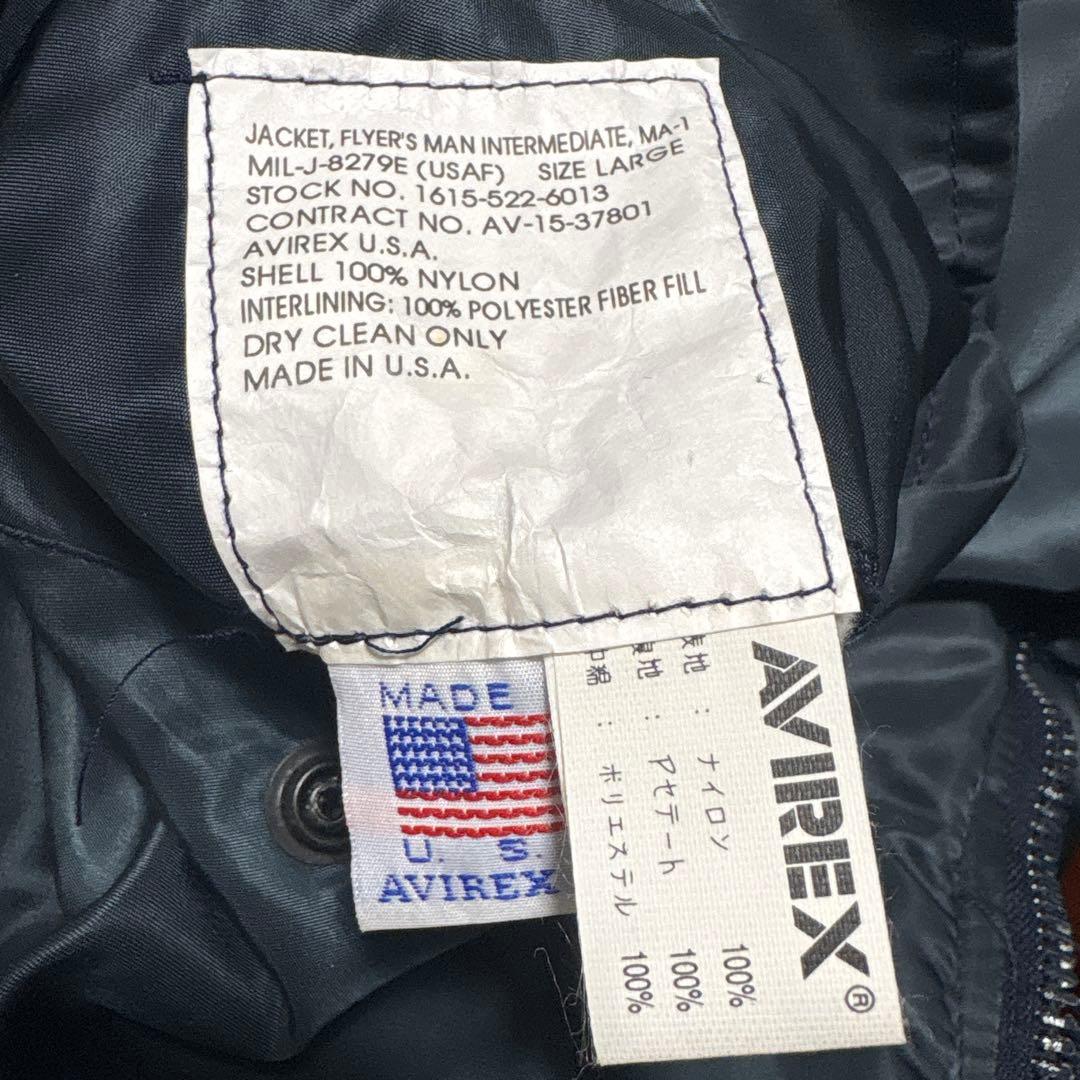 JACKET, FLYER'S MAN INTERMEDIATE, MA-1
MIL-J-8279E (USAF) SIZE LARGE
STOCK NO. 1615-522-6013
CONTRACT NO. AV-15-37801
AVIREX U.S.A.
SHELL 100% NYLON
INTERLINING: 100% POLYESTER FIBER FILL
DRY CLEAN ONLY
MADE IN U.S.A.
MADE
U. S.
AVIREX
AVIREX®
表地 : ナイロン 100%
裏地 : アセテート 100%
中綿 : ポリエステル 100%